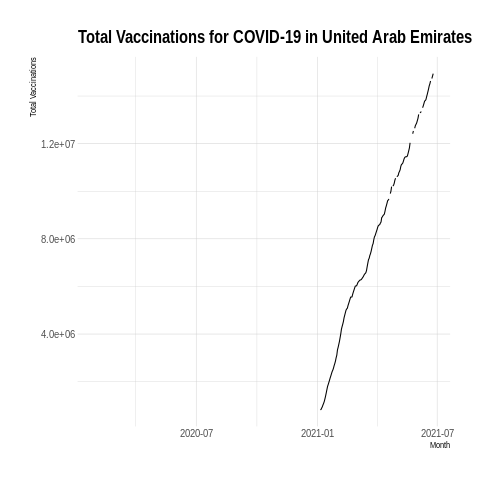 Total Vaccinations for COVID-19 in United Arab Emirates
Total Vaccinations
1.2e+07
8.0e+06
4.0e+06
2020-07
2021-01
2021-07
Month